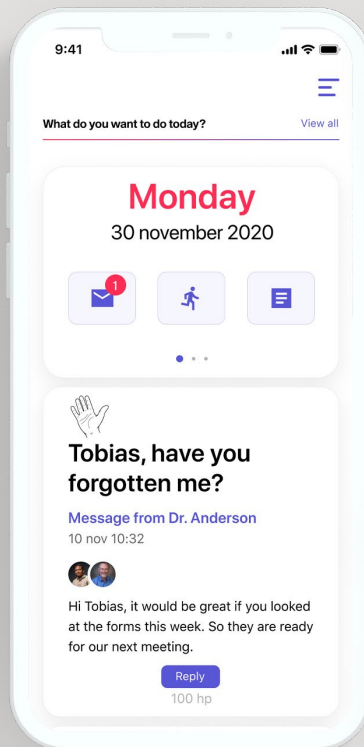 9:41
What do you want to do today? View all
Monday
30 november 2020
1
Tobias, have you
forgotten me?
Message from Dr. Anderson
10 nov 10:32
Hi Tobias, it would be great if you looked
at the forms this week. So they are ready
for our next meeting.
Reply
100 hp